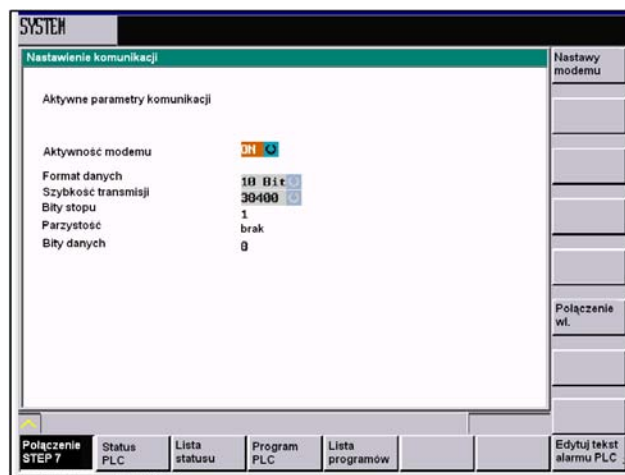 SYSTEM
Nastawienie komunikacji
Nastawy
modemu
Aktywne parametry komunikacji
Aktywność modemu ON
Format danych 10 Bit
Szybkość transmisji 38400
Bity stopu 1
Parzystość brak
Bity danych 8
Połączenie
wł.
Połączenie
STEP 7
Status
PLC
Lista
statusu
Program
PLC
Lista
programów
Edytuj tekst
alarmu PLC